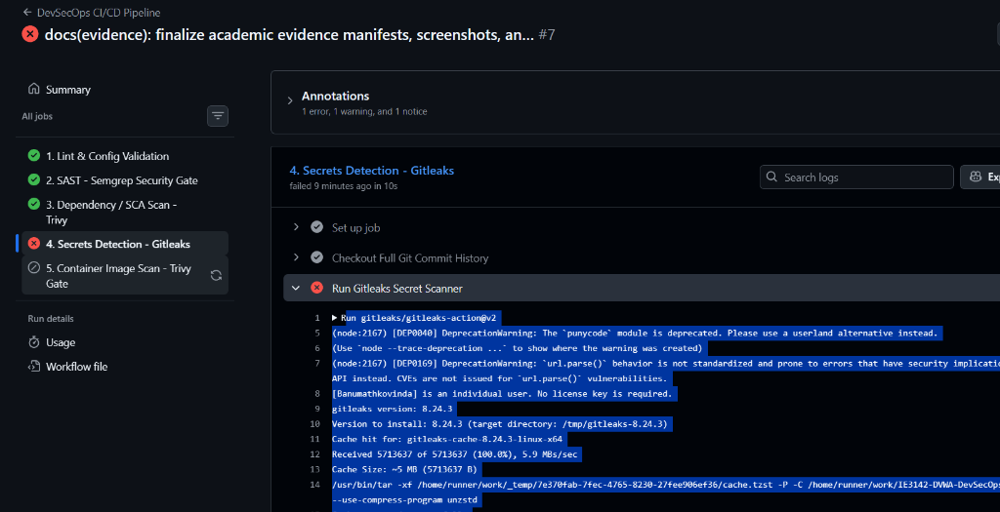 ← DevSecOps CI/CD Pipeline
docs(evidence): finalize academic evidence manifests, screenshots, an... #7
Summary
All jobs
1. Lint & Config Validation
2. SAST - Semgrep Security Gate
3. Dependency / SCA Scan -
Trivy
4. Secrets Detection - Gitleaks
5. Container Image Scan - Trivy
Gate
Run details
Usage
Workflow file
Annotations
1 error, 1 warning, and 1 notice
4. Secrets Detection - Gitleaks
failed 9 minutes ago in 10s
Search logs
Set up job
Checkout Full Git Commit History
Run Gitleaks Secret Scanner
1 ▶ Run gitleaks/gitleaks-action@v2
5 (node:2167) [DEP0040] DeprecationWarning: The `punycode` module is deprecated. Please use a userland alternative instead.
6 (Use `node --trace-deprecation ...` to show where the warning was created)
7 (node:2167) [DEP0169] DeprecationWarning: `url.parse()` behavior is not standardized and prone to errors that have security
API instead. CVEs are not issued for `url.parse()` vulnerabilities.
8 [Banumathkovinda] is an individual user. No license key is required.
9 gitleaks version: 8.24.3
10 Version to install: 8.24.3 (target directory: /tmp/gitleaks-8.24.3)
11 Cache hit for: gitleaks-cache-8.24.3-linux-x64
12 Received 5713637 of 5713637 (100.0%), 5.9 MBs/sec
13 Cache Size: ~5 MB (5713637 B)
14 /usr/bin/tar -xf /home/runner/work/_temp/7e370fab-7fec-4765-8230-27fee906ef36/cache.tzst -P -C /home/runner/work/IE3142-DVWA-DevSecOps
--use-compress-program unzstd